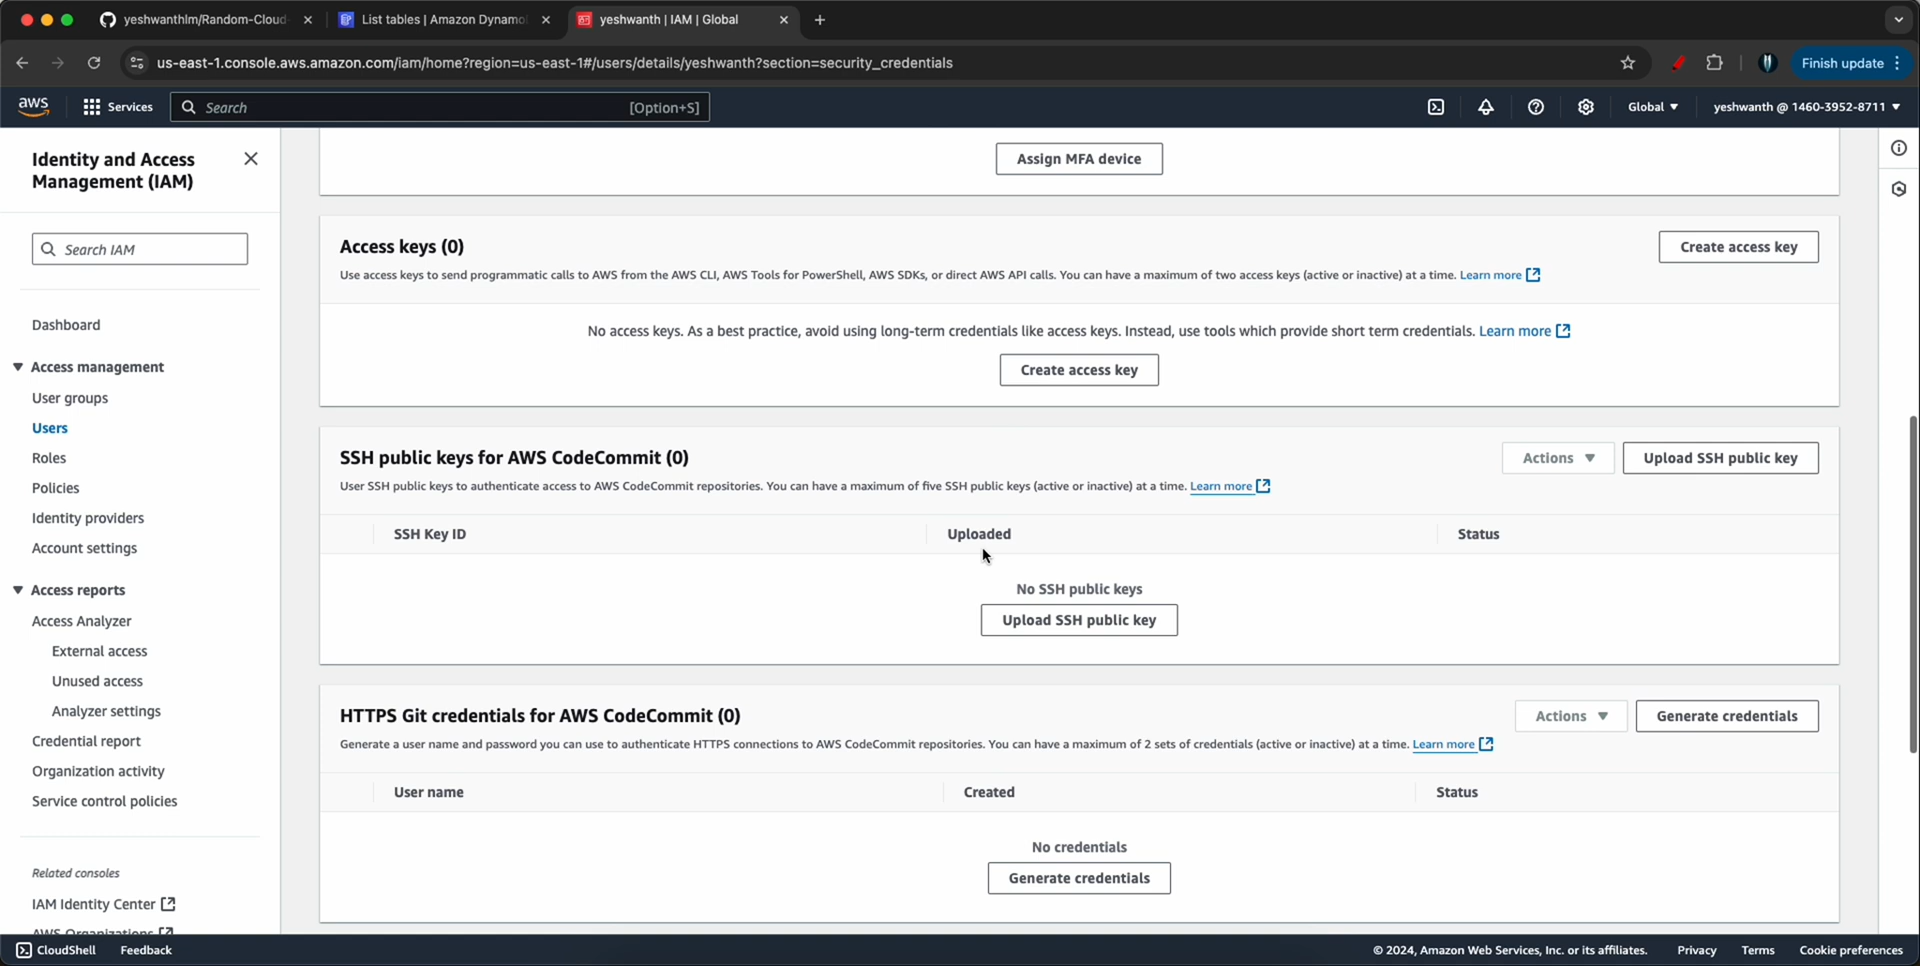 yeshwanthlm/Random-Cloud-
List tables | Amazon Dynamo
yeshwanth | IAM | Global
us-east-1.console.aws.amazon.com/iam/home?region=us-east-1#/users/details/yeshwanth?section=security_credentials
Finish update
aws
Services
Search
[Option+S]
Global
yeshwanth @ 1460-3952-8711
Identity and Access
Management (IAM)
Search IAM
Dashboard
Access management
User groups
Users
Roles
Policies
Identity providers
Account settings
Access reports
Access Analyzer
External access
Unused access
Analyzer settings
Credential report
Organization activity
Service control policies
Related consoles
IAM Identity Center
AWS Organizations
Assign MFA device
Access keys (0)
Create access key
Use access keys to send programmatic calls to AWS from the AWS CLI, AWS Tools for PowerShell, AWS SDKs, or direct AWS API calls. You can have a maximum of two access keys (active or inactive) at a time. Learn more
No access keys. As a best practice, avoid using long-term credentials like access keys. Instead, use tools which provide short term credentials. Learn more
Create access key
SSH public keys for AWS CodeCommit (0)
Actions
Upload SSH public key
User SSH public keys to authenticate access to AWS CodeCommit repositories. You can have a maximum of five SSH public keys (active or inactive) at a time. Learn more
SSH Key ID
Uploaded
Status
No SSH public keys
Upload SSH public key
HTTPS Git credentials for AWS CodeCommit (0)
Actions
Generate credentials
Generate a user name and password you can use to authenticate HTTPS connections to AWS CodeCommit repositories. You can have a maximum of 2 sets of credentials (active or inactive) at a time. Learn more
User name
Created
Status
No credentials
Generate credentials
CloudShell
Feedback
© 2024, Amazon Web Services, Inc. or its affiliates.
Privacy
Terms
Cookie preferences